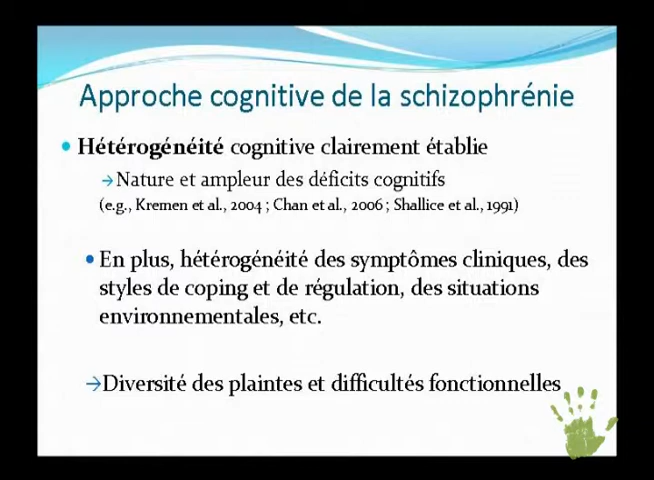 Approche cognitive de la schizophrénie
• Hétérogénéité cognitive clairement établie
→Nature et ampleur des déficits cognitifs
(e.g., Kremen et al., 2004 ; Chan et al., 2006 ; Shallice et al., 1991)
• En plus, hétérogénéité des symptômes cliniques, des
styles de coping et de régulation, des situations
environnementales, etc.
→Diversité des plaintes et difficultés fonctionnelles